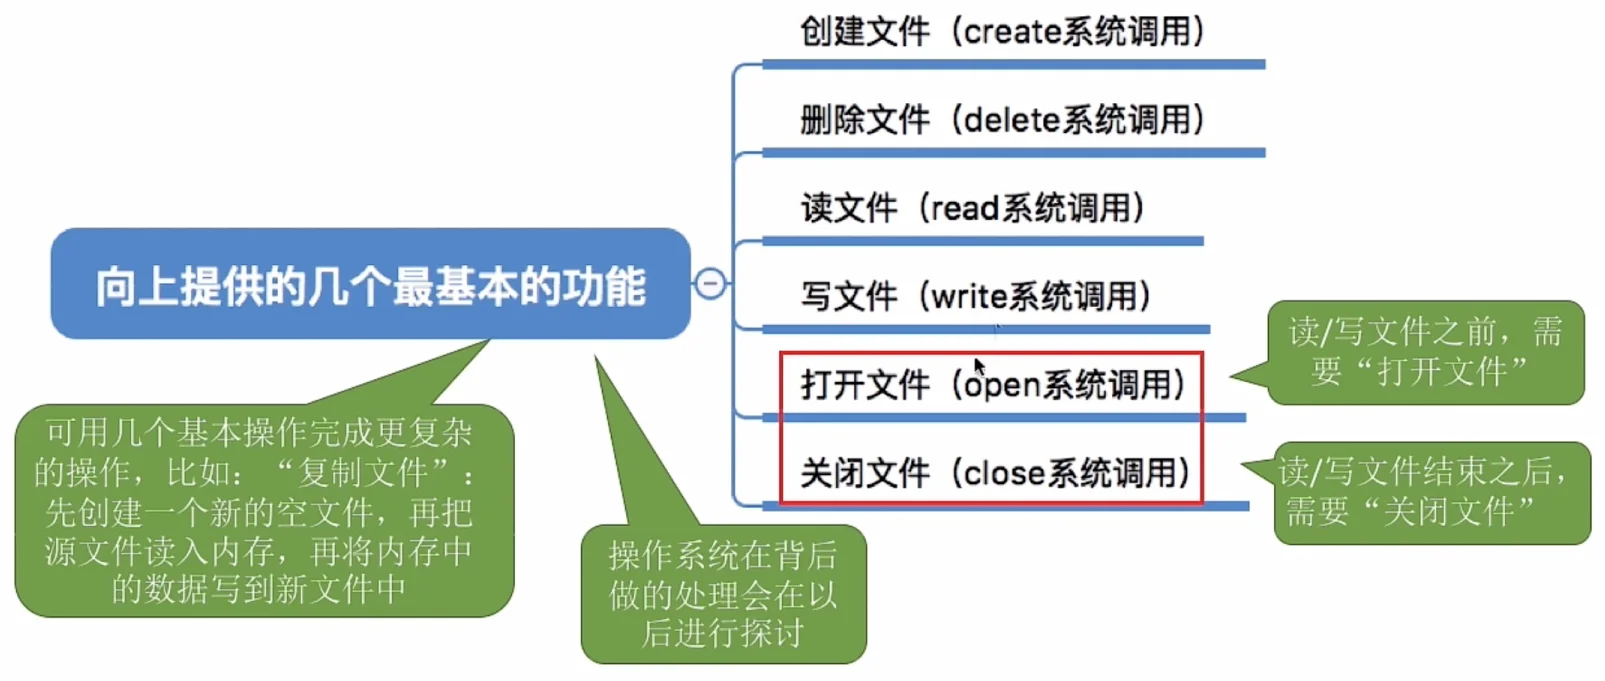 创建文件（create系统调用）
删除文件（delete系统调用）
读文件（read系统调用）
向上提供的几个最基本的功能
写文件（write系统调用）
打开文件（open系统调用）
关闭文件（close系统调用）
读/写文件之前，需
要“打开文件”
读/写文件结束之后，
需要“关闭文件”
可用几个基本操作完成更复杂
的操作，比如：“复制文件”：
先创建一个新的空文件，再把
源文件读入内存，再将内存中
的数据写到新文件中
操作系统在背后
做的处理会在以
后进行探讨